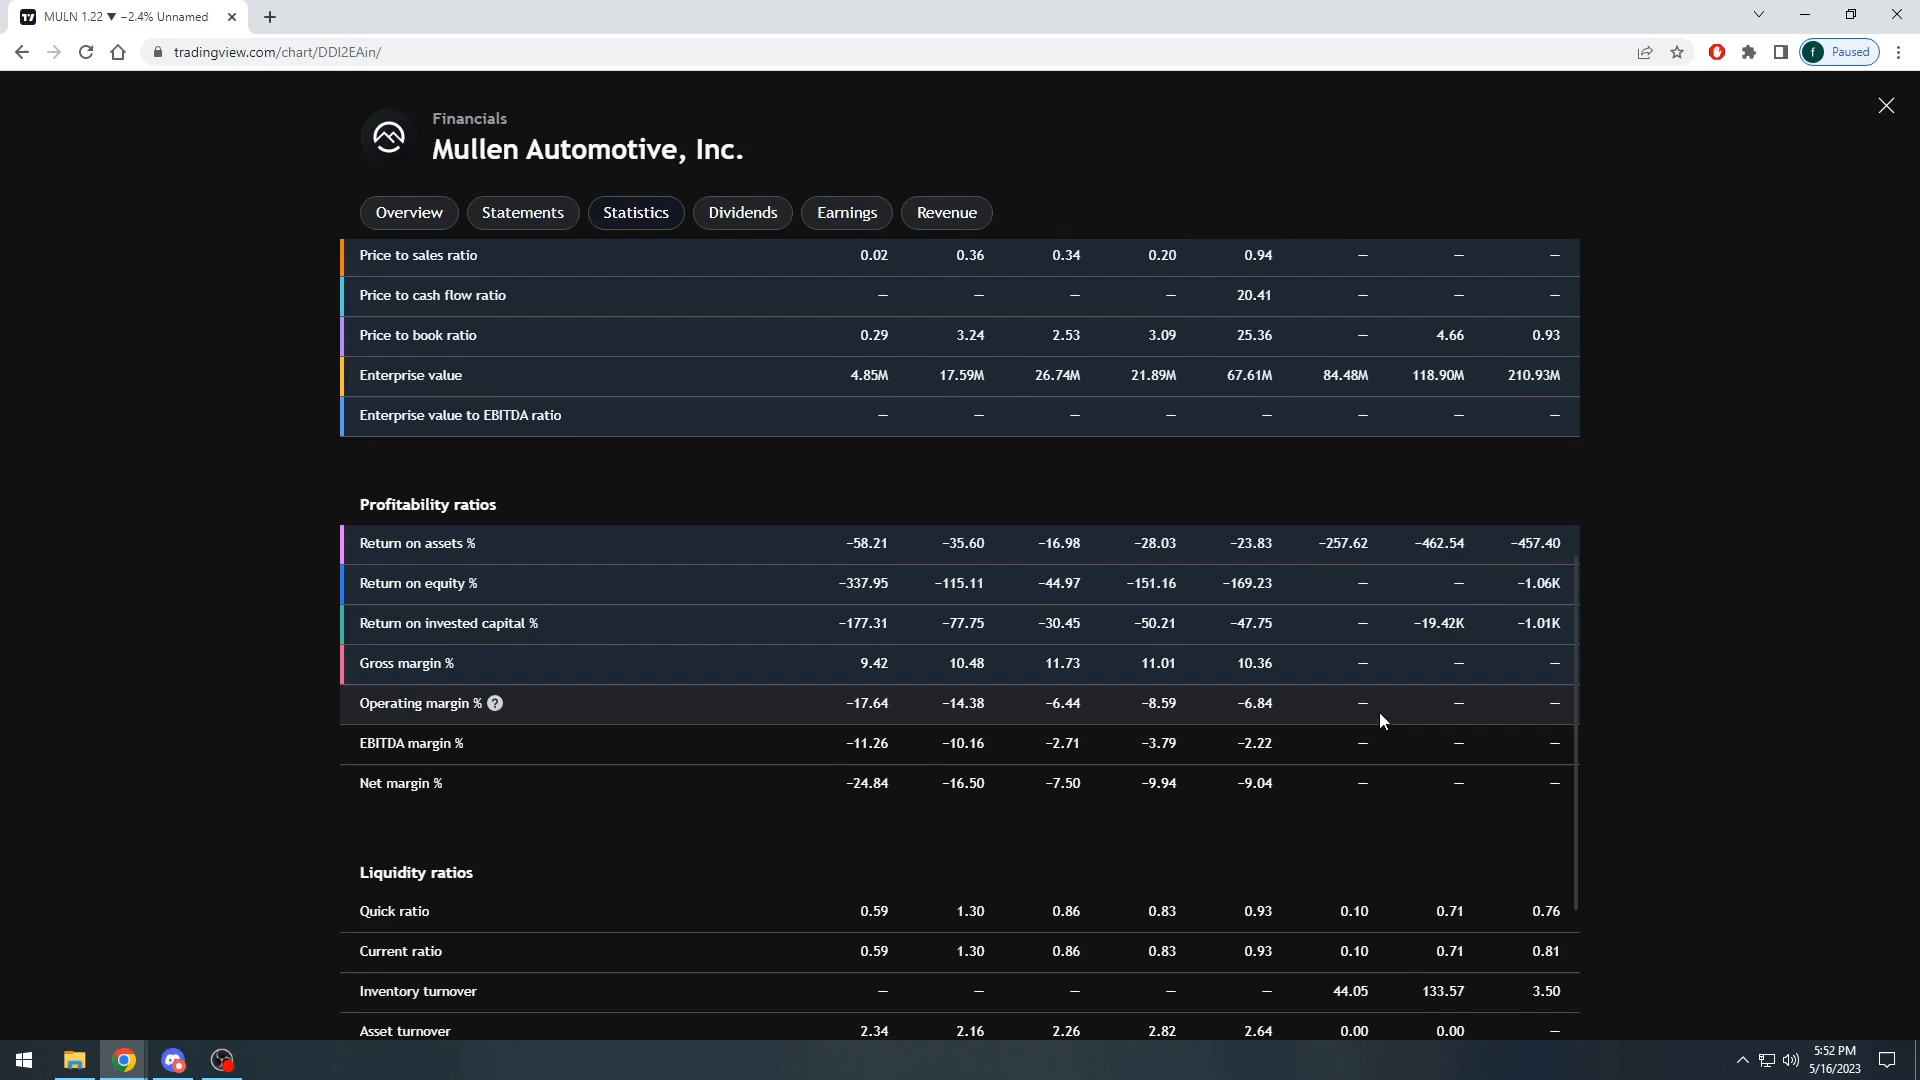 MULN 1.22 ▼ −2.4% Unnamed
tradingview.com/chart/DDI2EAin/
f Paused
Financials
Mullen Automotive, Inc.
Overview Statements Statistics Dividends Earnings Revenue
Price to sales ratio 0.02 0.36 0.34 0.20 0.94 — — —
Price to cash flow ratio — — — — 20.41 — — —
Price to book ratio 0.29 3.24 2.53 3.09 25.36 — 4.66 0.93
Enterprise value 4.85M 17.59M 26.74M 21.89M 67.61M 84.48M 118.90M 210.93M
Enterprise value to EBITDA ratio — — — — — — — —
Profitability ratios
Return on assets % −58.21 −35.60 −16.98 −28.03 −23.83 −257.62 −462.54 −457.40
Return on equity % −337.95 −115.11 −44.97 −151.16 −169.23 — — −1.06K
Return on invested capital % −177.31 −77.75 −30.45 −50.21 −47.75 — −19.42K −1.01K
Gross margin % 9.42 10.48 11.73 11.01 10.36 — — —
Operating margin % ? −17.64 −14.38 −6.44 −8.59 −6.84 — — —
EBITDA margin % −11.26 −10.16 −2.71 −3.79 −2.22 — — —
Net margin % −24.84 −16.50 −7.50 −9.94 −9.04 — — —
Liquidity ratios
Quick ratio 0.59 1.30 0.86 0.83 0.93 0.10 0.71 0.76
Current ratio 0.59 1.30 0.86 0.83 0.93 0.10 0.71 0.81
Inventory turnover — — — — — 44.05 133.57 3.50
Asset turnover 2.34 2.16 2.26 2.82 2.64 0.00 0.00 —
5:52 PM
5/16/2023